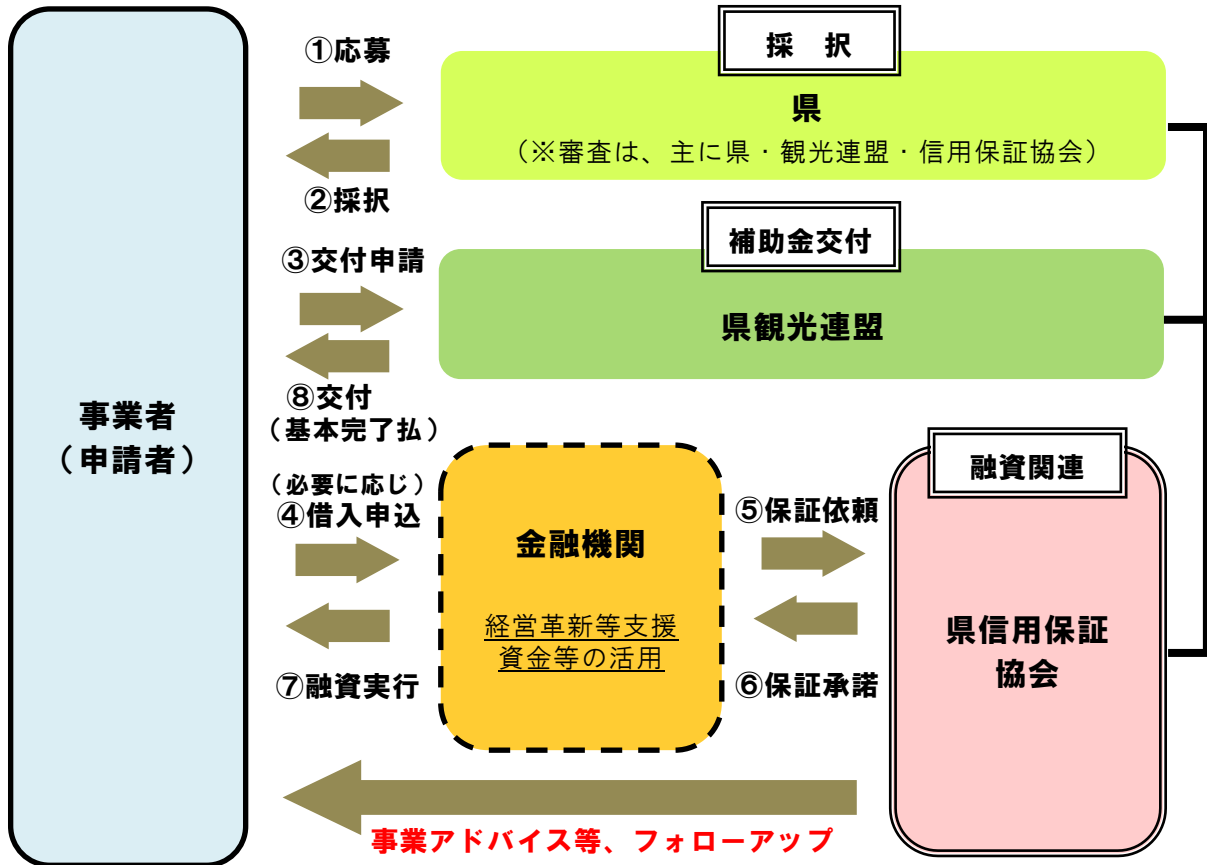 ①応募
採 択
県
(※審査は、主に県・観光連盟・信用保証協会)
②採択
③交付申請
補助金交付
県観光連盟
⑧交付
(基本完了払)
事業者
(申請者)
(必要に応じ)
④借入申込
金融機関
経営革新等支援
資金等の活用
⑦融資実行
⑤保証依頼
⑥保証承諾
融資関連
県信用保証
協会
事業アドバイス等、フォローアップ